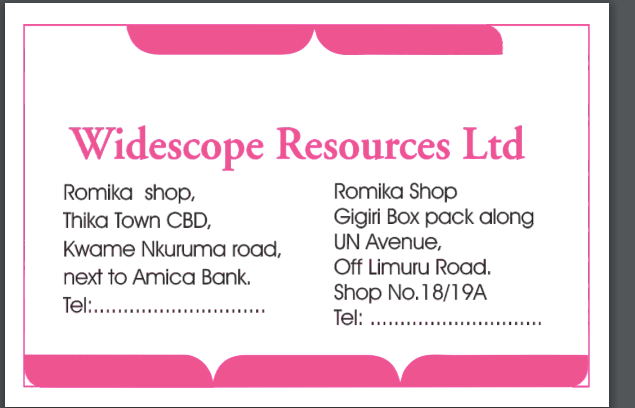 Widescope Resources Ltd
Romika shop,
Thika Town CBD,
Kwame Nkuruma road,
next to Amica Bank.
Tel:.............................
Romika Shop
Gigiri Box pack along
UN Avenue,
Off Limuru Road.
Shop No.18/19A
Tel: .............................